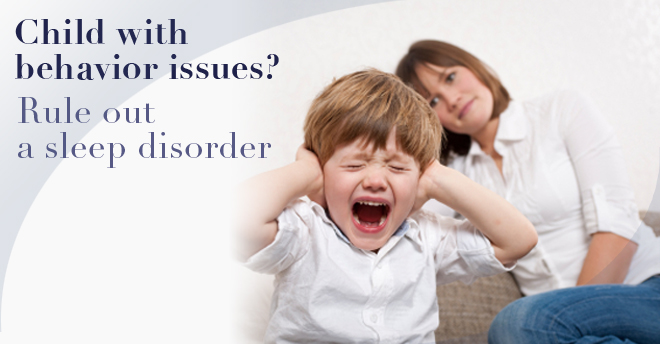 Child with
behavior issues?
Rule out
a sleep disorder